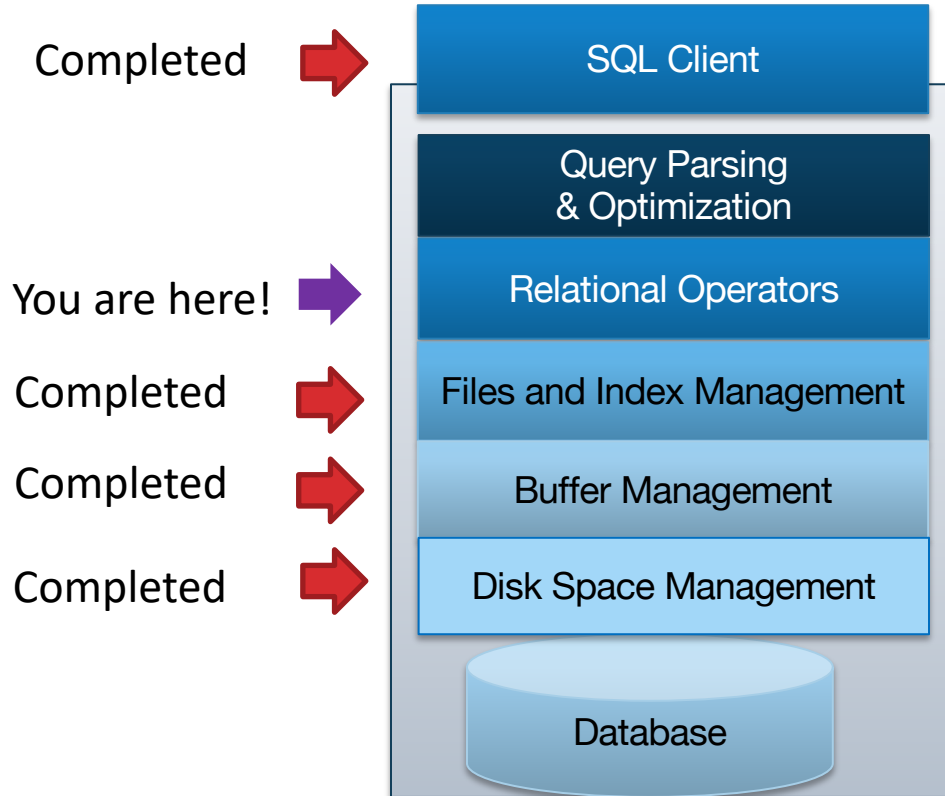 Completed
SQL Client
Query Parsing
& Optimization
You are here!
Relational Operators
Completed
Files and Index Management
Completed
Buffer Management
Completed
Disk Space Management
Database